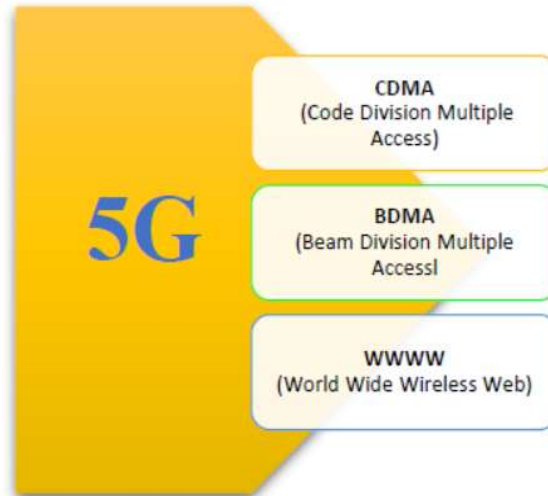 5G
CDMA
(Code Division Multiple
Access)
BDMA
(Beam Division Multiple
Accessl
WWWW
(World Wide Wireless Web)